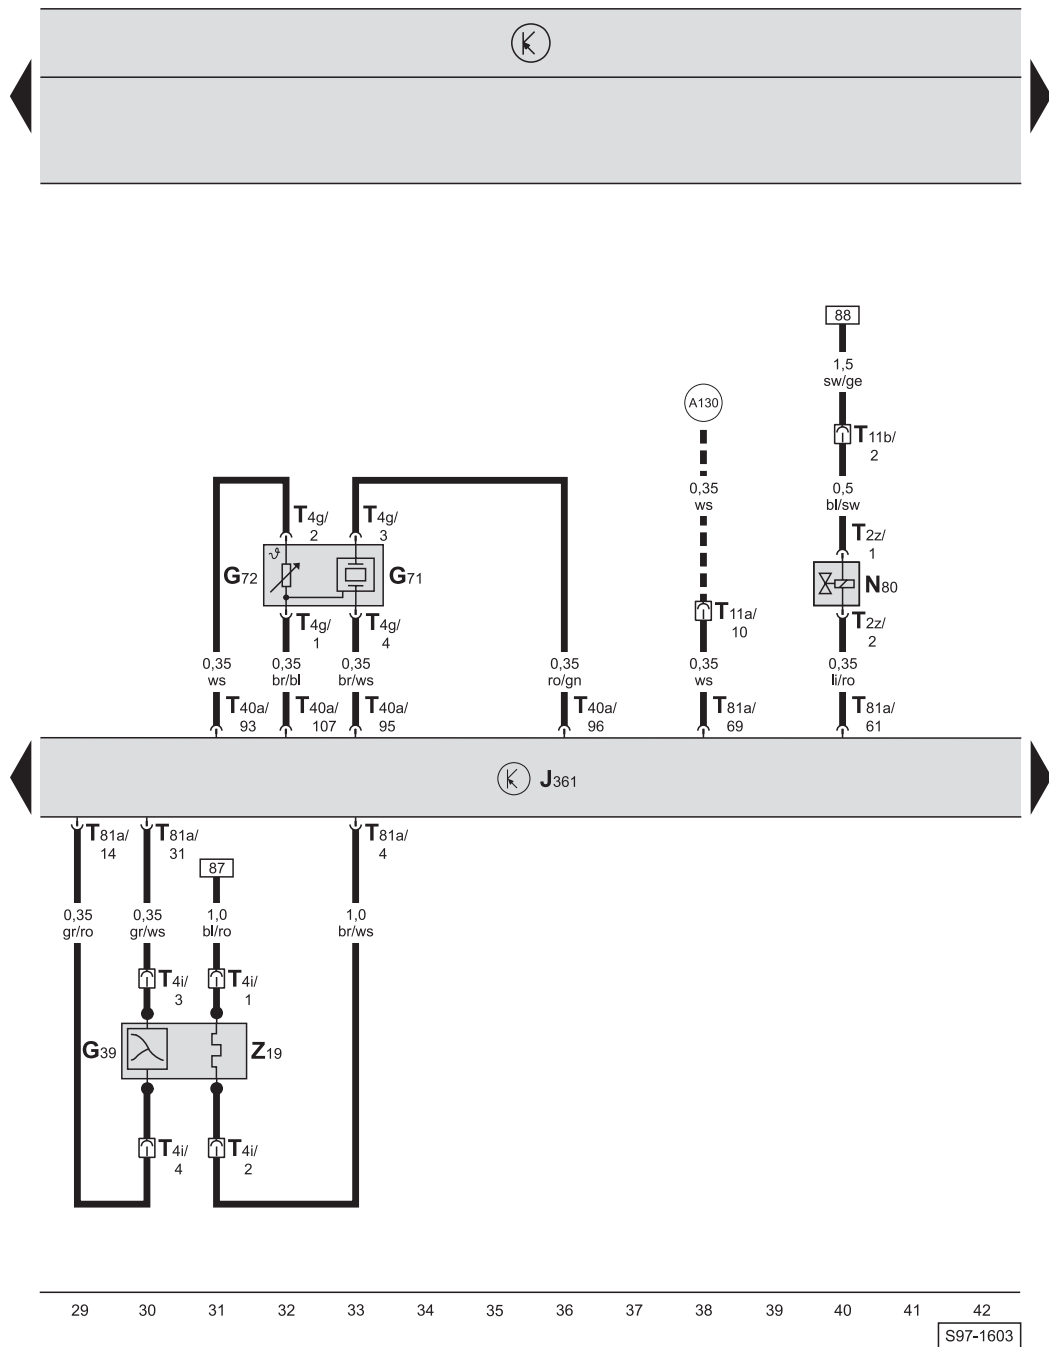 88
1,5
sw/ge
A130
T11b/
2
0,35
ws
0,5
bl/sw
T4g/
2
T4g/
3
T2z/
1
G72
G71
N80
T4g/
1
T4g/
4
T11a/
10
T2z/
2
0,35
ws
0,35
br/bl
0,35
br/ws
0,35
ro/gn
0,35
ws
0,35
li/ro
T40a/
93
T40a/
107
T40a/
95
T40a/
96
T81a/
69
T81a/
61
J361
T81a/
14
T81a/
31
T81a/
4
87
0,35
gr/ro
0,35
gr/ws
1,0
bl/ro
1,0
br/ws
T4i/
3
T4i/
1
G39
Z19
T4i/
4
T4i/
2
29 30 31 32 33 34 35 36 37 38 39 40 41 42
S97-1603